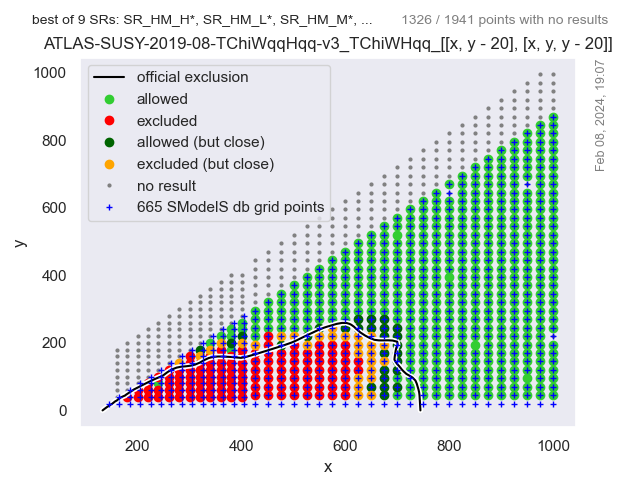 best of 9 SRs: SR_HM_H*, SR_HM_L*, SR_HM_M*, ...
1326 / 1941 points with no results
ATLAS-SUSY-2019-08-TChiWqqHqq-v3_TChiWHqq_[[x, y - 20], [x, y, y - 20]]
official exclusion
allowed
excluded
allowed (but close)
excluded (but close)
no result
665 SModelS db grid points
Feb 08, 2024, 19:07
1000
800
600
400
200
0
y
200
400
600
800
1000
x